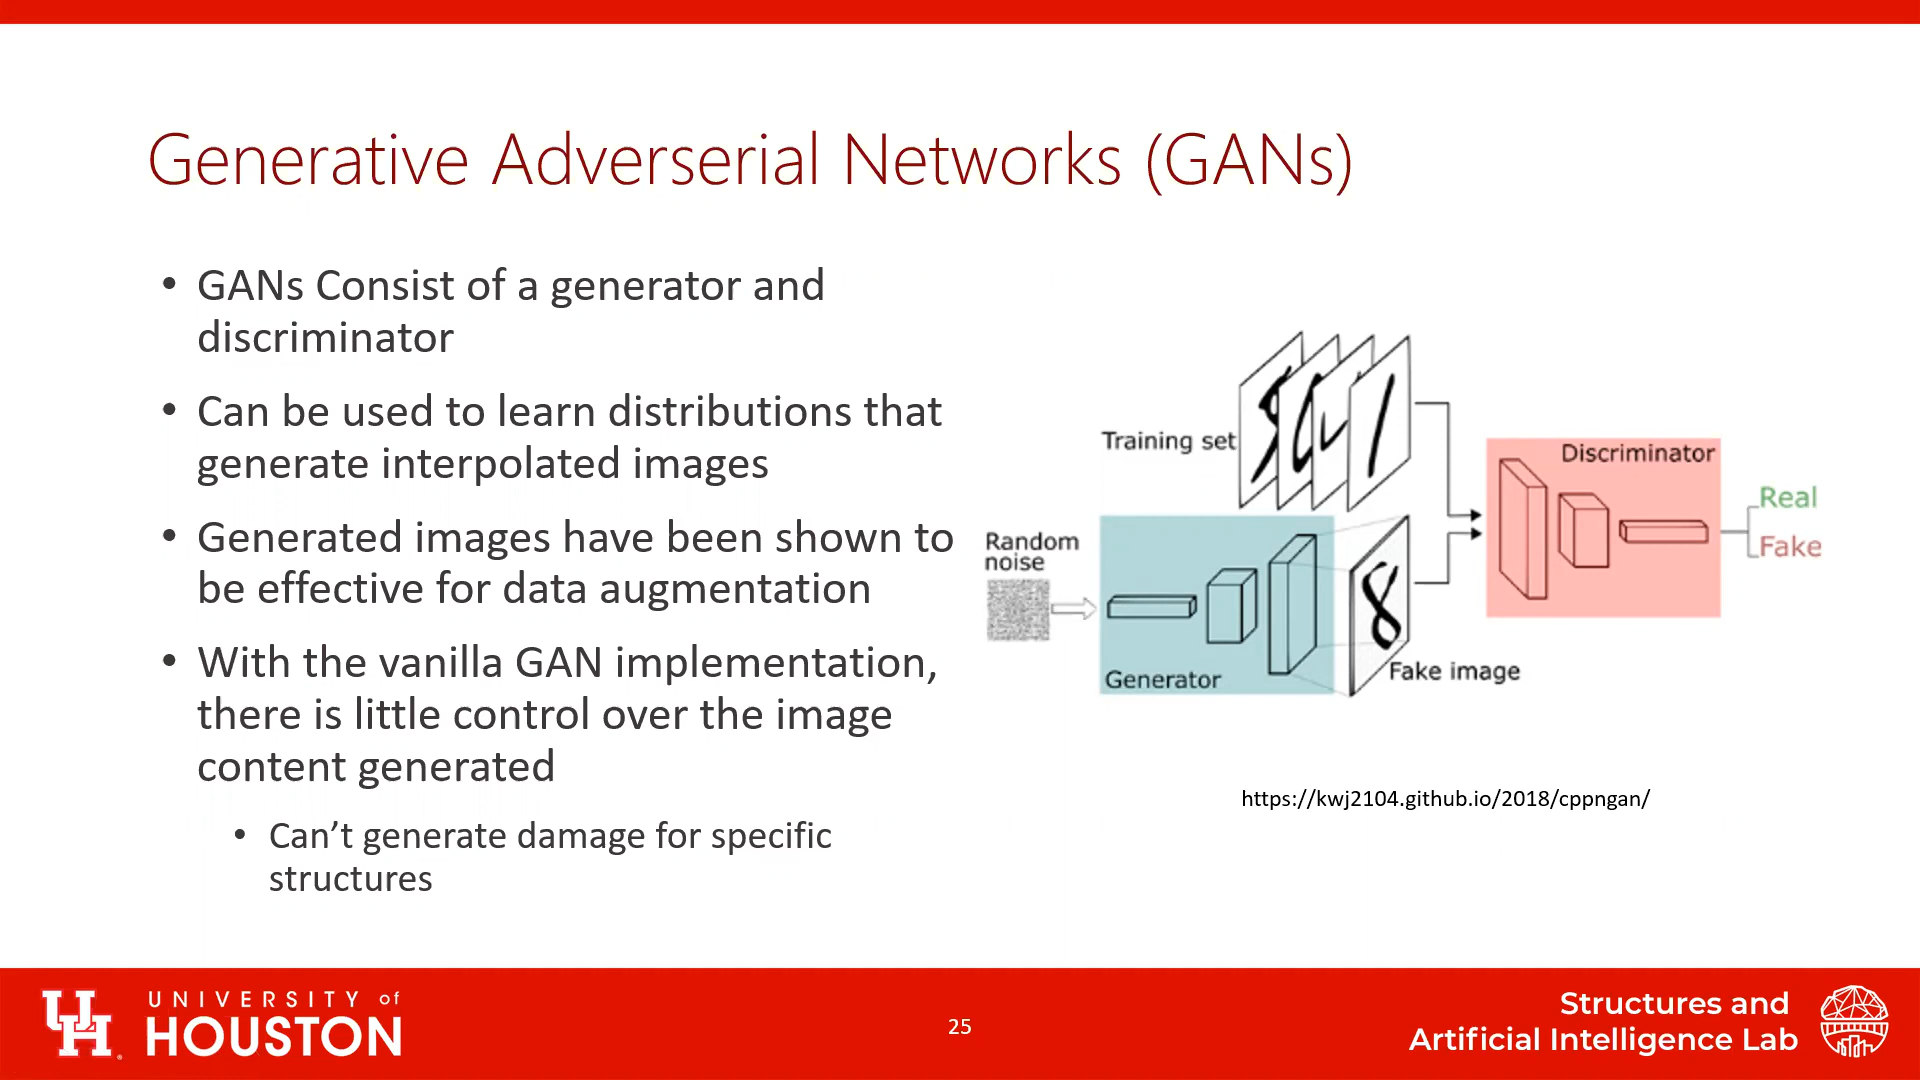 Generative Adverserial Networks (GANs)
• GANs Consist of a generator and
discriminator
• Can be used to learn distributions that
generate interpolated images
• Generated images have been shown to
be effective for data augmentation
• With the vanilla GAN implementation,
there is little control over the image
content generated
• Can’t generate damage for specific
structures
Training set
Random
noise
Generator
8
Fake image
Discriminator
Real
Fake
https://kwj2104.github.io/2018/cppngan/
UNIVERSITY of
HOUSTON
25
Structures and
Artificial Intelligence Lab